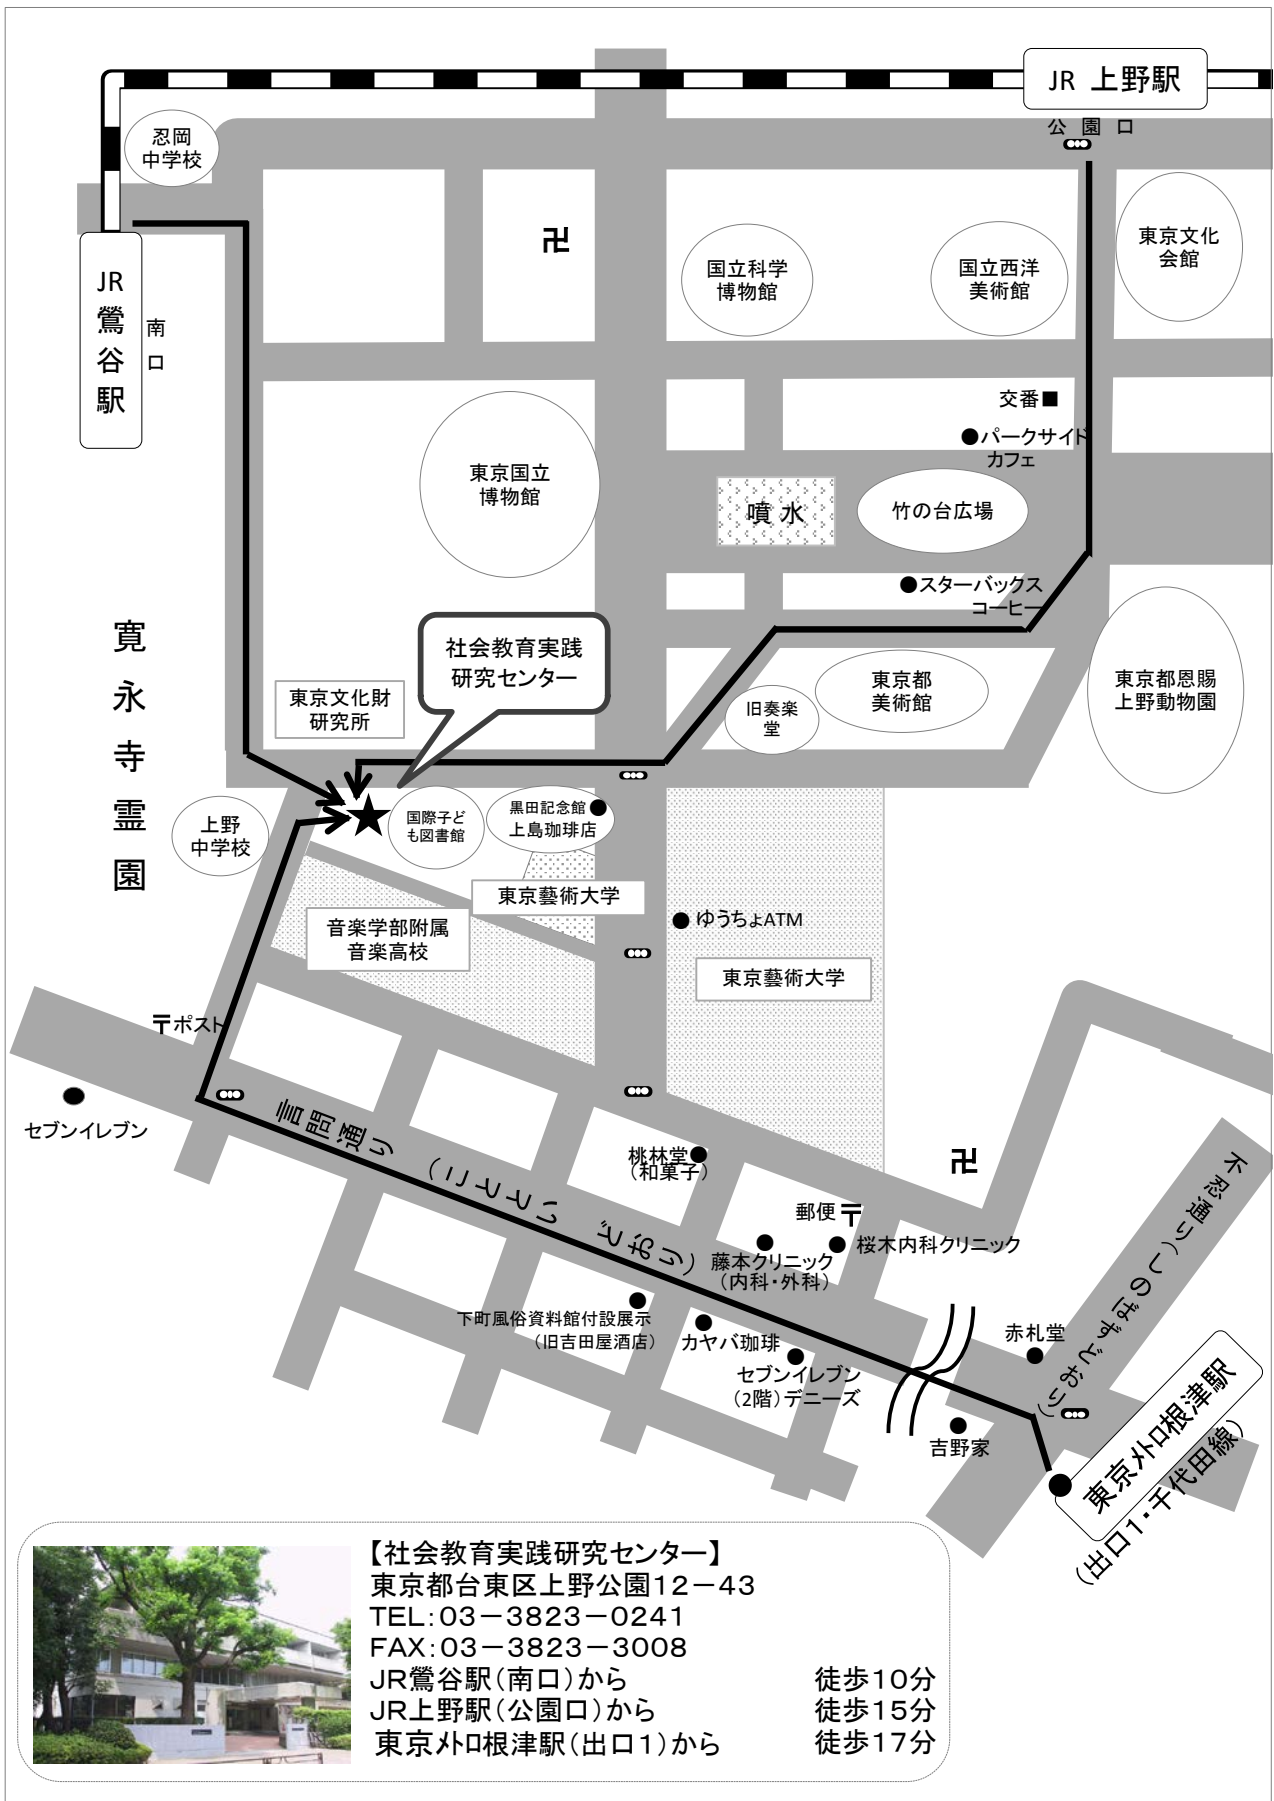 JR 上野駅
公 園 口
忍岡
中学校
JR
鶯
谷
駅
南
口
卍
国立科学
博物館
国立西洋
美術館
東京文化
会館
交番■
●パークサイド
カフェ
東京国立
博物館
噴 水
竹の台広場
●スターバックス
コーヒー
寛
永
寺
霊
園
社会教育実践
研究センター
東京文化財
研究所
旧奏楽
堂
東京都
美術館
東京都恩賜
上野動物園
上野
中学校
★
国際子ど
も図書館
黒田記念館
上島珈琲店
東京藝術大学
音楽学部附属
音楽高校
● ゆうちょATM
東京藝術大学
〒ポスト
セブンイレブン
言問通り (こととい どおり)
桃林堂
(和菓子)
卍
郵便〒
桜木内科クリニック
藤本クリニック
(内科・外科)
不忍通り(しのばずどおり)
下町風俗資料館付設展示
(旧吉田屋酒店)
カヤバ珈琲
セブンイレブン
(2階)デニーズ
赤札堂
吉野家
東京メトロ根津駅
(出口1・千代田線)
【社会教育実践研究センター】
東京都台東区上野公園12－43
TEL：03－3823－0241
FAX：03－3823－3008
JR鶯谷駅(南口)から 徒歩10分
JR上野駅(公園口)から 徒歩15分
東京メトロ根津駅(出口1)から 徒歩17分